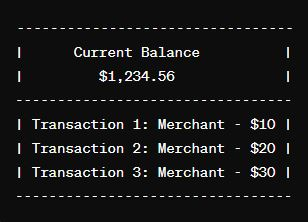 ---------------------------------
|      Current Balance          |
|         $1,234.56             |
---------------------------------
| Transaction 1: Merchant - $10 |
| Transaction 2: Merchant - $20 |
| Transaction 3: Merchant - $30 |
---------------------------------